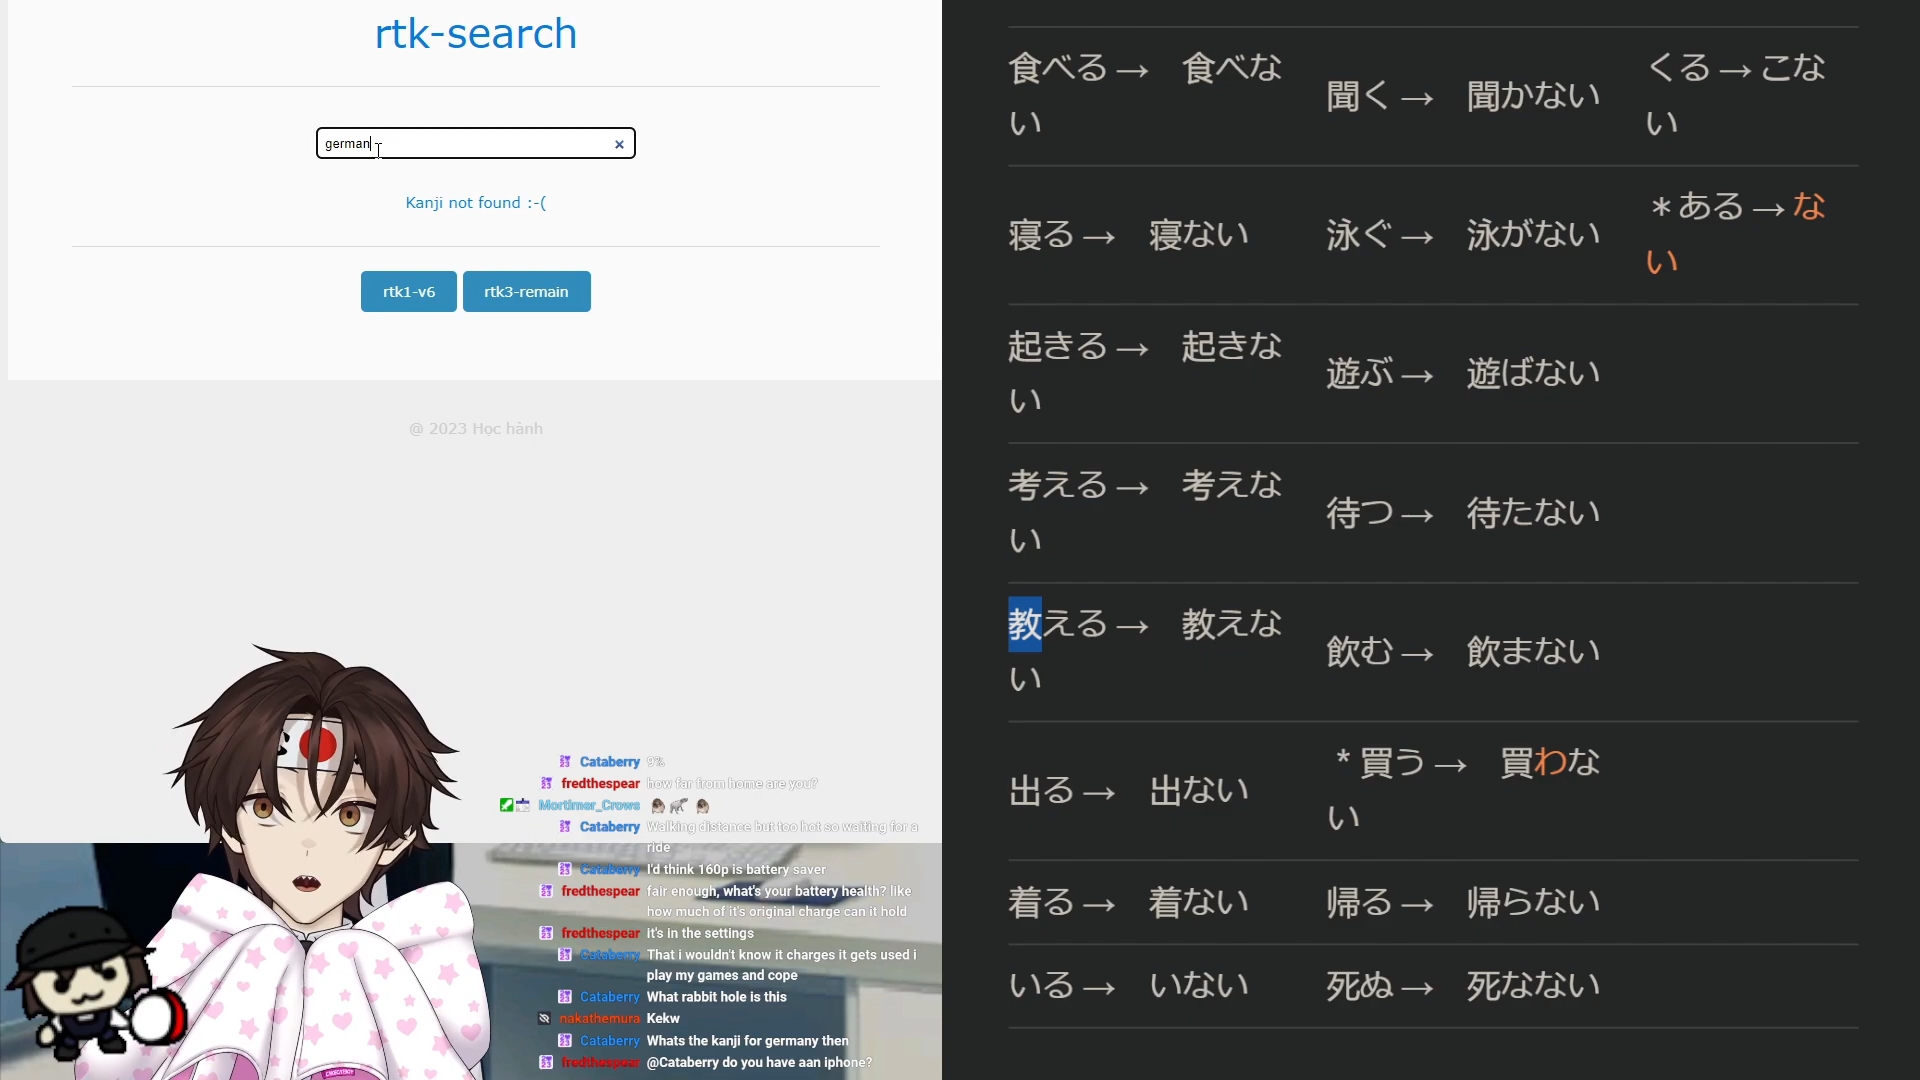 rtk-search
german
×
Kanji not found :-(
rtk1-v6
rtk3-remain
@ 2023 Học hành
食べる → 食べな
い
聞く → 聞かない
くる → こな
い
寝る → 寝ない
泳ぐ → 泳がない
*ある → な
い
起きる → 起きな
い
遊ぶ → 遊ばない
考える → 考えな
い
待つ → 待たない
教える → 教えな
い
飲む → 飲まない
出る → 出ない
*買う → 買わな
い
着る → 着ない
帰る → 帰らない
いる → いない
死ぬ → 死なない
Cataberry 9%
fredthespear how far from home are you?
Mortimer_Crows
Cataberry Walking distance but too hot so waiting for a
ride
Cataberry I'd think 160p is battery saver
fredthespear fair enough, what's your battery health? like
how much of it's original charge can it hold
fredthespear it's in the settings
Cataberry That i wouldn't know it charges it gets used i
play my games and cope
Cataberry What rabbit hole is this
nakathemura Kekw
Cataberry Whats the kanji for germany then
fredthespear @Cataberry do you have aan iphone?